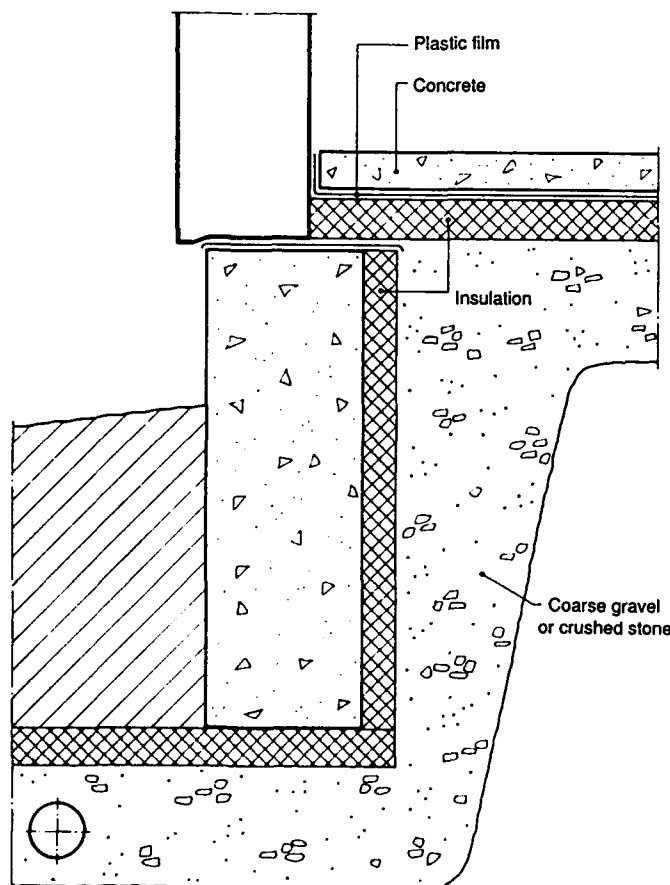 Plastic film
Concrete
Insulation
Coarse gravel
or crushed stone